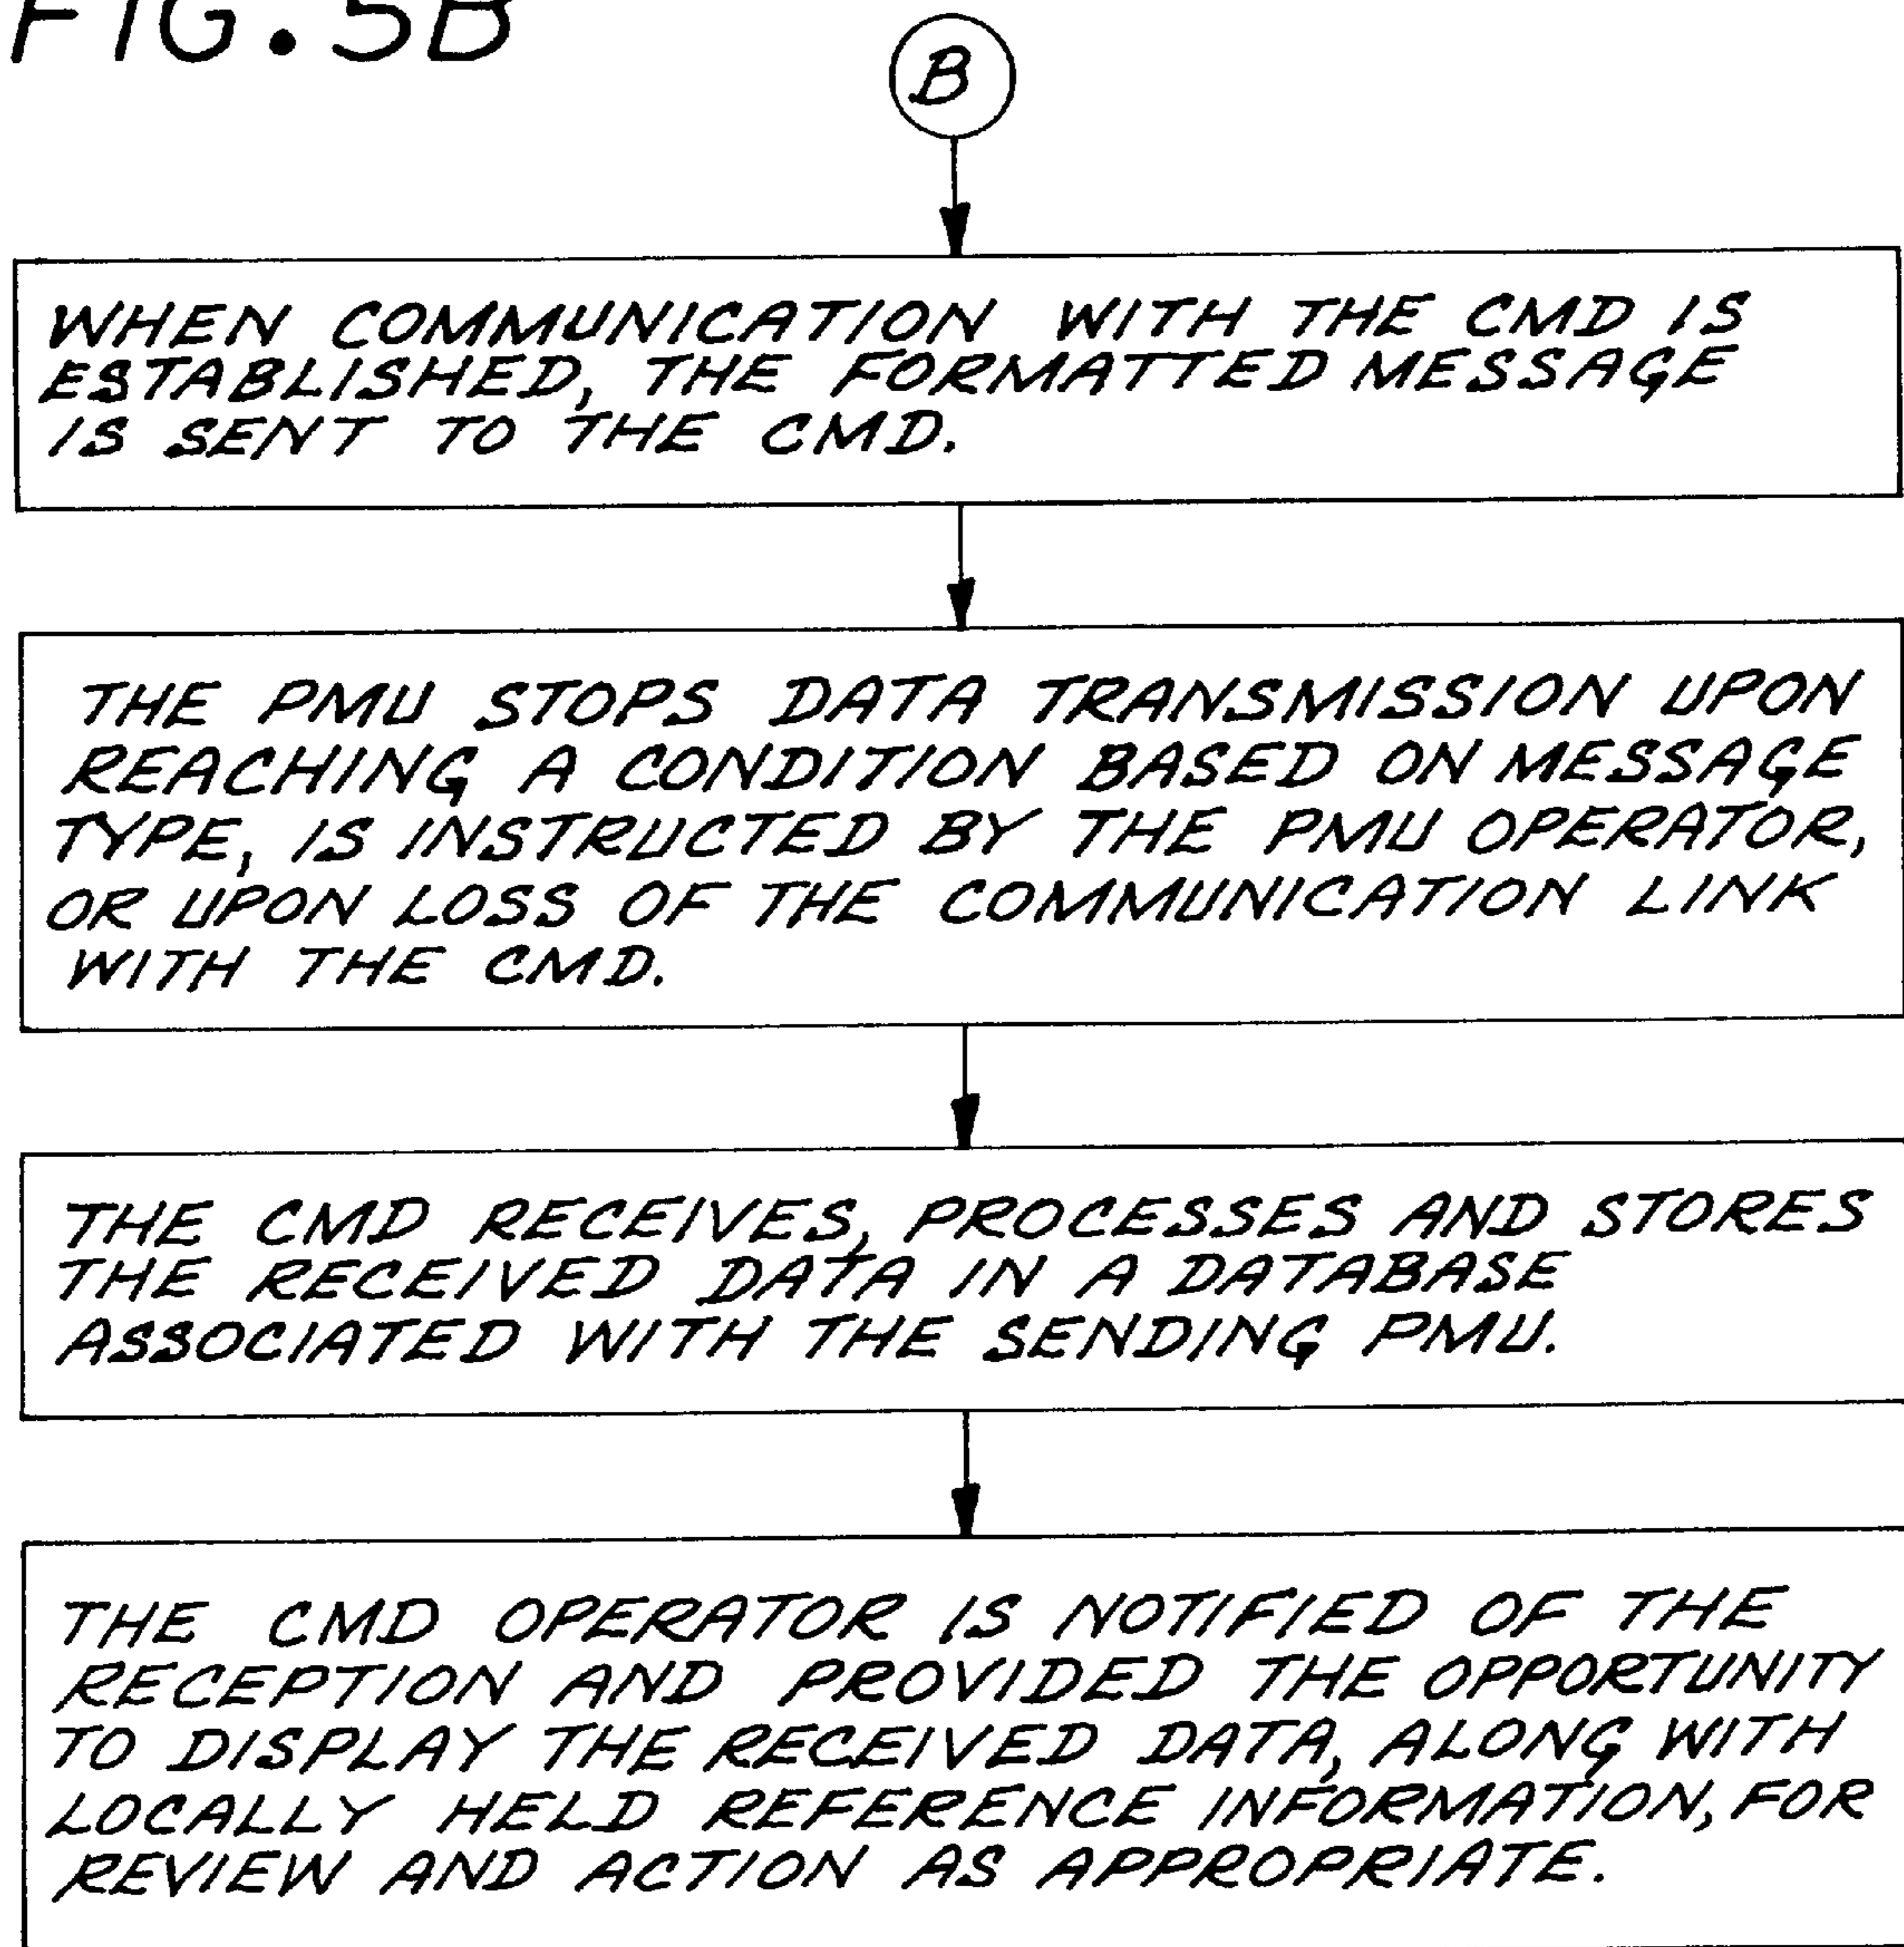 FIG. 5B
B
WHEN COMMUNICATION WITH THE CMD IS
ESTABLISHED, THE FORMATTED MESSAGE
IS SENT TO THE CMD.
THE PMU STOPS DATA TRANSMISSION UPON
REACHING A CONDITION BASED ON MESSAGE
TYPE, IS INSTRUCTED BY THE PMU OPERATOR,
OR UPON LOSS OF THE COMMUNICATION LINK
WITH THE CMD.
THE CMD RECEIVES, PROCESSES AND STORES
THE RECEIVED DATA IN A DATABASE
ASSOCIATED WITH THE SENDING PMU.
THE CMD OPERATOR IS NOTIFIED OF THE
RECEPTION AND PROVIDED THE OPPORTUNITY
TO DISPLAY THE RECEIVED DATA, ALONG WITH
LOCALLY HELD REFERENCE INFORMATION, FOR
REVIEW AND ACTION AS APPROPRIATE.